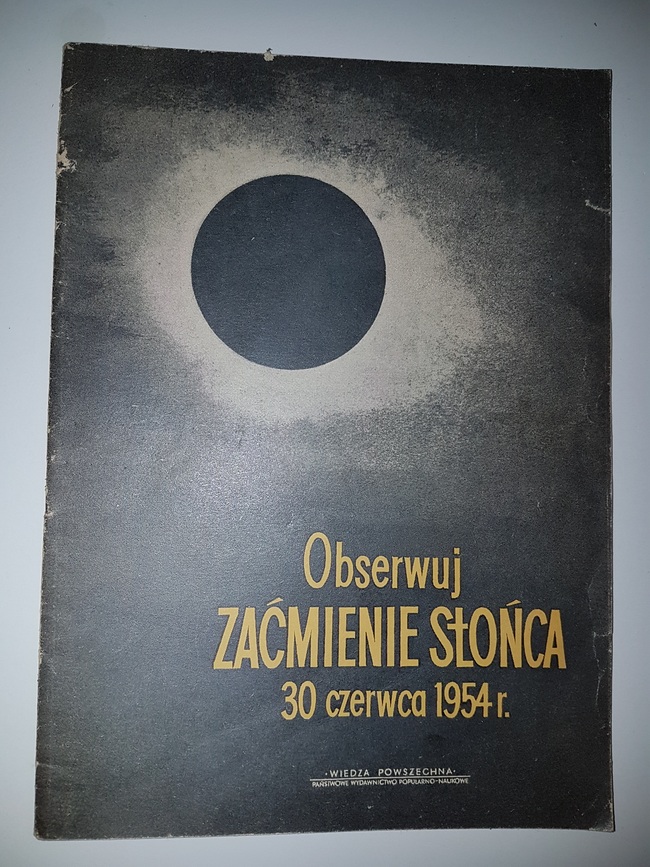 Obserwuj
ZAĆMIENIE SŁOŃCA
30 czerwca 1954 r.
·WIEDZA POWSZECHNA·
PAŃSTWOWE WYDAWNICTWO POPULARNO-NAUKOWE